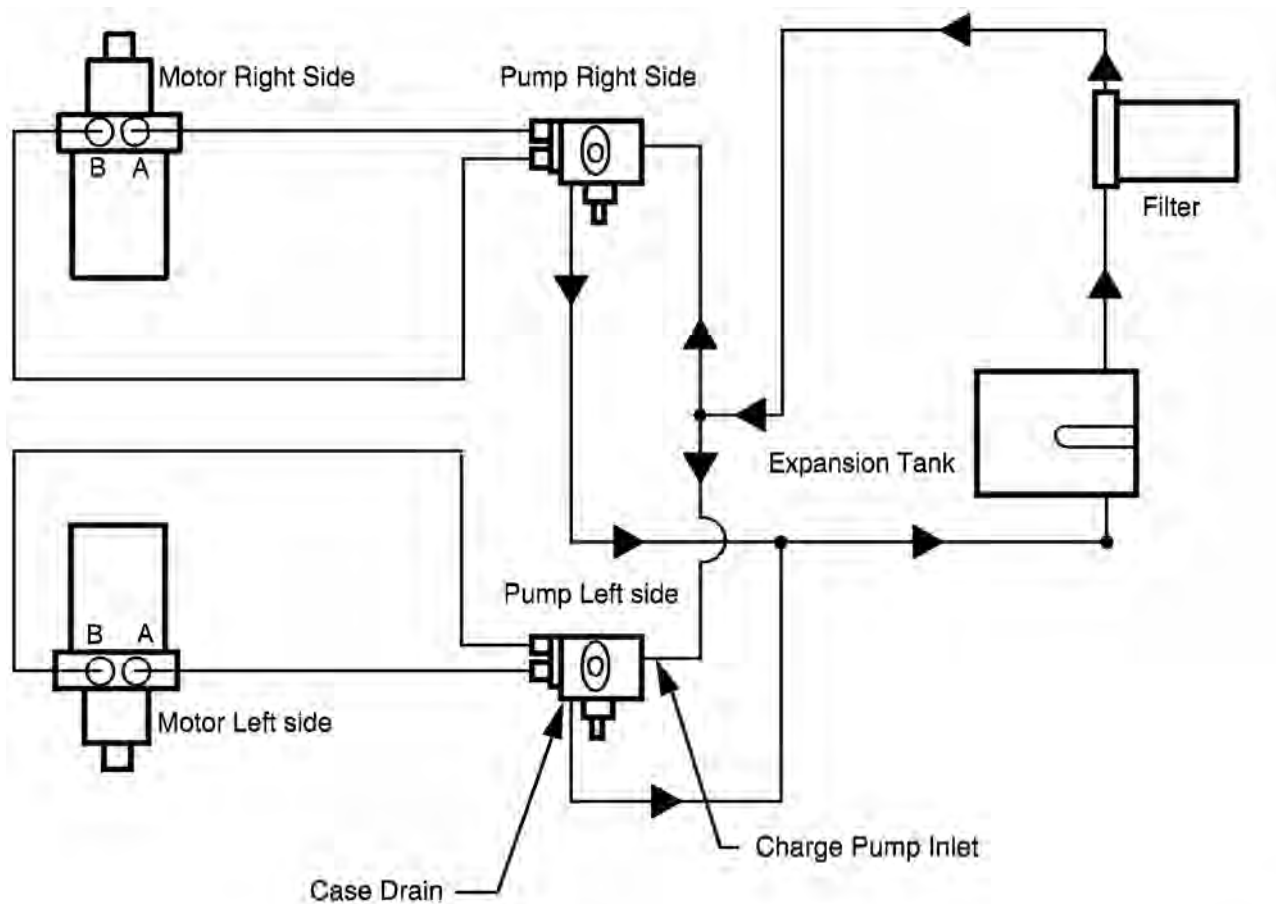 Motor Right Side
Pump Right Side
B A
Filter
Expansion Tank
Pump Left side
B A
Motor Left side
Charge Pump Inlet
Case Drain